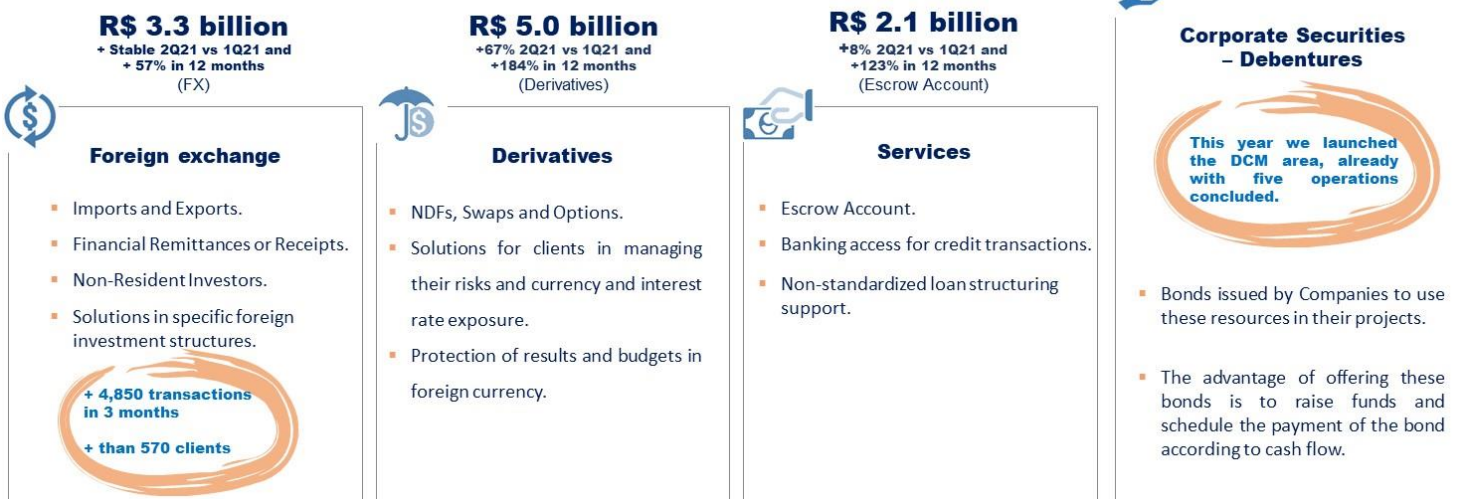 R$ 3.3 billion
+ Stable 2Q21 vs 1Q21 and
+ 57% in 12 months
(FX)
Foreign exchange
▪ Imports and Exports.
▪ Financial Remittances or Receipts.
▪ Non-Resident Investors.
▪ Solutions in specific foreign
investment structures.
+ 4,850 transactions
in 3 months
+ than 570 clients
R$ 5.0 billion
+67% 2Q21 vs 1Q21 and
+184% in 12 months
(Derivatives)
Derivatives
▪ NDFs, Swaps and Options.
▪ Solutions for clients in managing
their risks and currency and interest
rate exposure.
▪ Protection of results and budgets in
foreign currency.
R$ 2.1 billion
+8% 2Q21 vs 1Q21 and
+123% in 12 months
(Escrow Account)
Services
▪ Escrow Account.
▪ Banking access for credit transactions.
▪ Non-standardized loan structuring
support.
Corporate Securities
– Debentures
This year we launched
the DCM area, already
with five operations
concluded.
▪ Bonds issued by Companies to use
these resources in their projects.
▪ The advantage of offering these
bonds is to raise funds and
schedule the payment of the bond
according to cash flow.